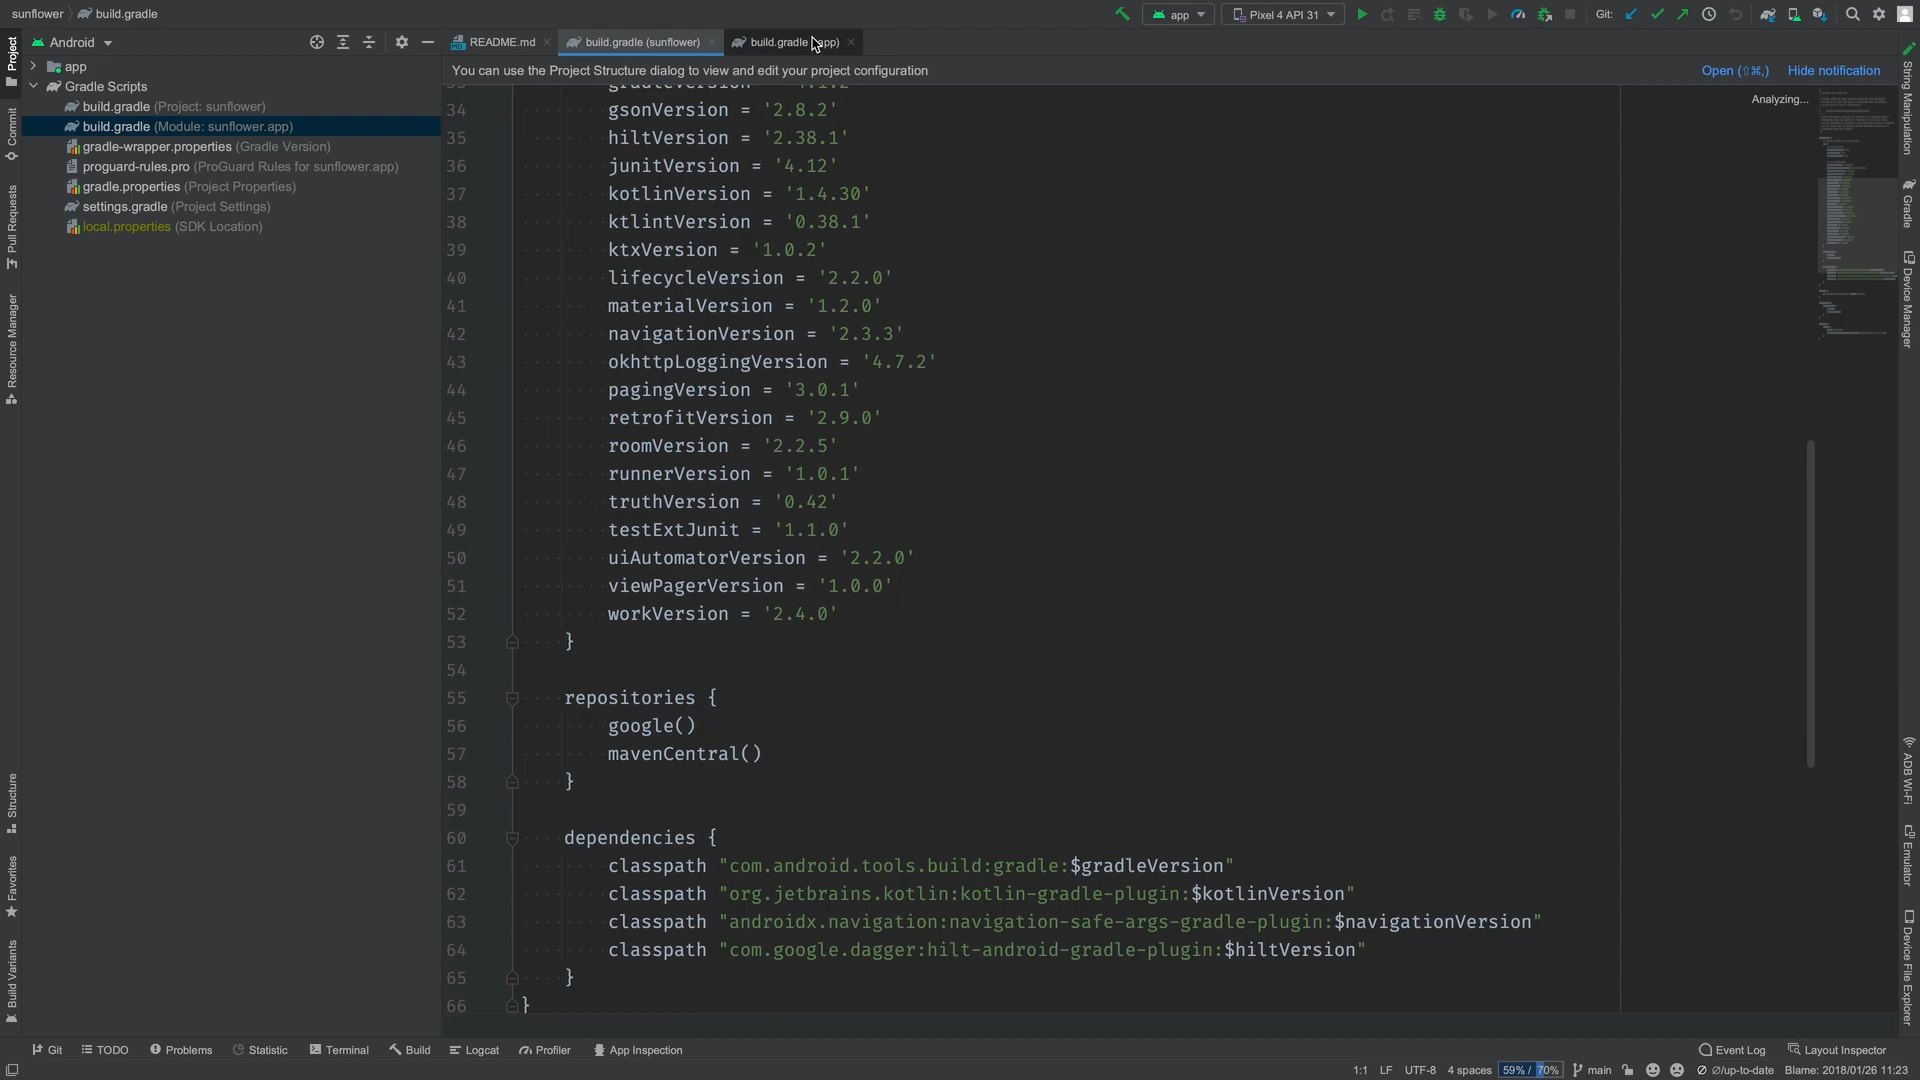 sunflower
build.gradle
app
Pixel 4 API 31
Git:
Android
README.md
build.gradle (sunflower)
build.gradle
app)
You can use the Project Structure dialog to view and edit your project configuration
Open (⇧⌘,)
Hide notification
Analyzing...
app
Gradle Scripts
build.gradle (Project: sunflower)
build.gradle (Module: sunflower.app)
gradle-wrapper.properties (Gradle Version)
proguard-rules.pro (ProGuard Rules for sunflower.app)
gradle.properties (Project Properties)
settings.gradle (Project Settings)
local.properties (SDK Location)
Project
Commit
Pull Requests
Resource Manager
Structure
Favorites
Build Variants
34 gsonVersion = '2.8.2'
35 hiltVersion = '2.38.1'
36 junitVersion = '4.12'
37 kotlinVersion = '1.4.30'
38 ktlintVersion = '0.38.1'
39 ktxVersion = '1.0.2'
40 lifecycleVersion = '2.2.0'
41 materialVersion = '1.2.0'
42 navigationVersion = '2.3.3'
43 okhttpLoggingVersion = '4.7.2'
44 pagingVersion = '3.0.1'
45 retrofitVersion = '2.9.0'
46 roomVersion = '2.2.5'
47 runnerVersion = '1.0.1'
48 truthVersion = '0.42'
49 testExtJunit = '1.1.0'
50 uiAutomatorVersion = '2.2.0'
51 viewPagerVersion = '1.0.0'
52 workVersion = '2.4.0'
53 }
54
55 repositories {
56 google()
57 mavenCentral()
58 }
59
60 dependencies {
61 classpath "com.android.tools.build:gradle:$gradleVersion"
62 classpath "org.jetbrains.kotlin:kotlin-gradle-plugin:$kotlinVersion"
63 classpath "androidx.navigation:navigation-safe-args-gradle-plugin:$navigationVersion"
64 classpath "com.google.dagger:hilt-android-gradle-plugin:$hiltVersion"
65 }
66 }
String Manipulation
Gradle
Device Manager
ADB Wi-Fi
Emulator
Device File Explorer
Git
TODO
Problems
Statistic
Terminal
Build
Logcat
Profiler
App Inspection
Event Log
Layout Inspector
1:1
LF
UTF-8
4 spaces
59% / 70%
main
∅/up-to-date
Blame: 2018/01/26 11:23